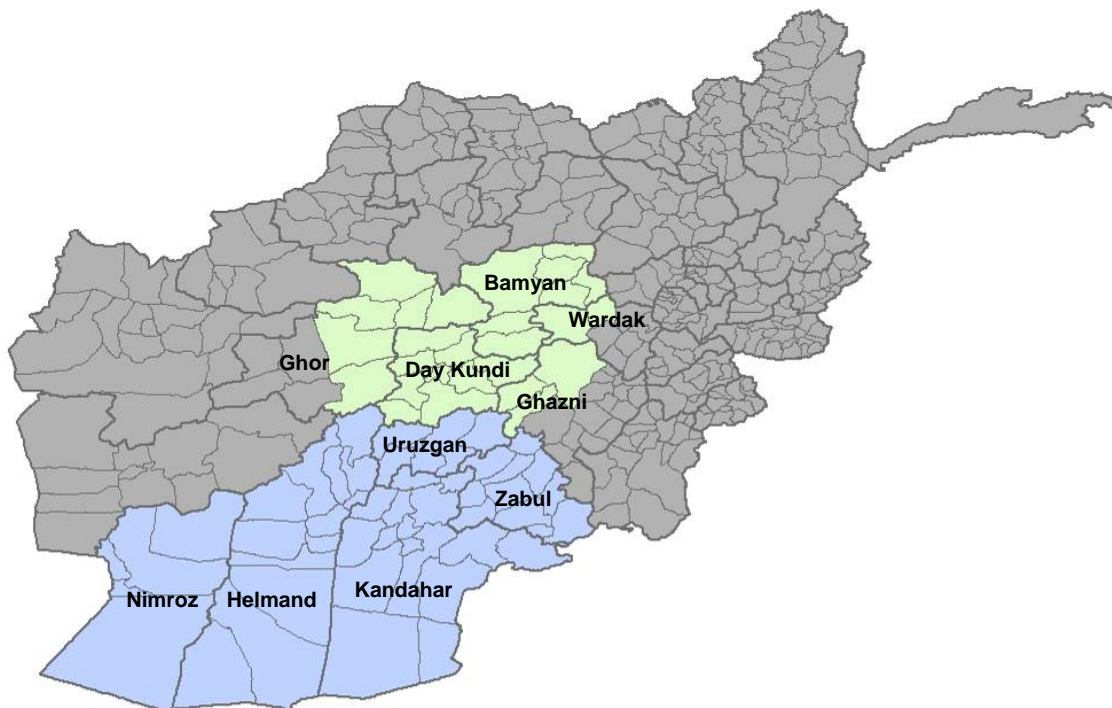 Bamyan
Wardak
Ghor
Day Kundi
Ghazni
Uruzgan
Zabul
Nimroz
Helmand
Kandahar